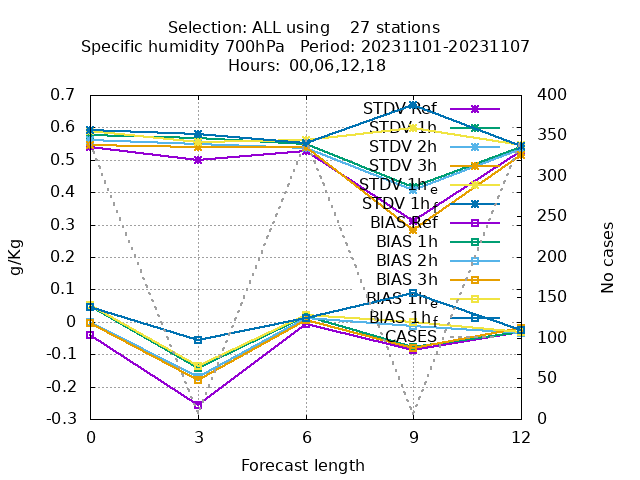 Selection: ALL using 27 stations
Specific humidity 700hPa Period: 20231101-20231107
Hours: 00,06,12,18
0.7
0.6
0.5
0.4
0.3
0.2
0.1
0
-0.1
-0.2
-0.3
g/Kg
400
350
300
250
200
150
100
50
0
No cases
STDV Ref
STDV 1h
STDV 2h
STDV 3h
STDV 1h_e
STDV 1h_f
BIAS Ref
BIAS 1h
BIAS 2h
BIAS 3h
BIAS 1h_e
BIAS 1h_f
CASES
0 3 6 9 12
Forecast length